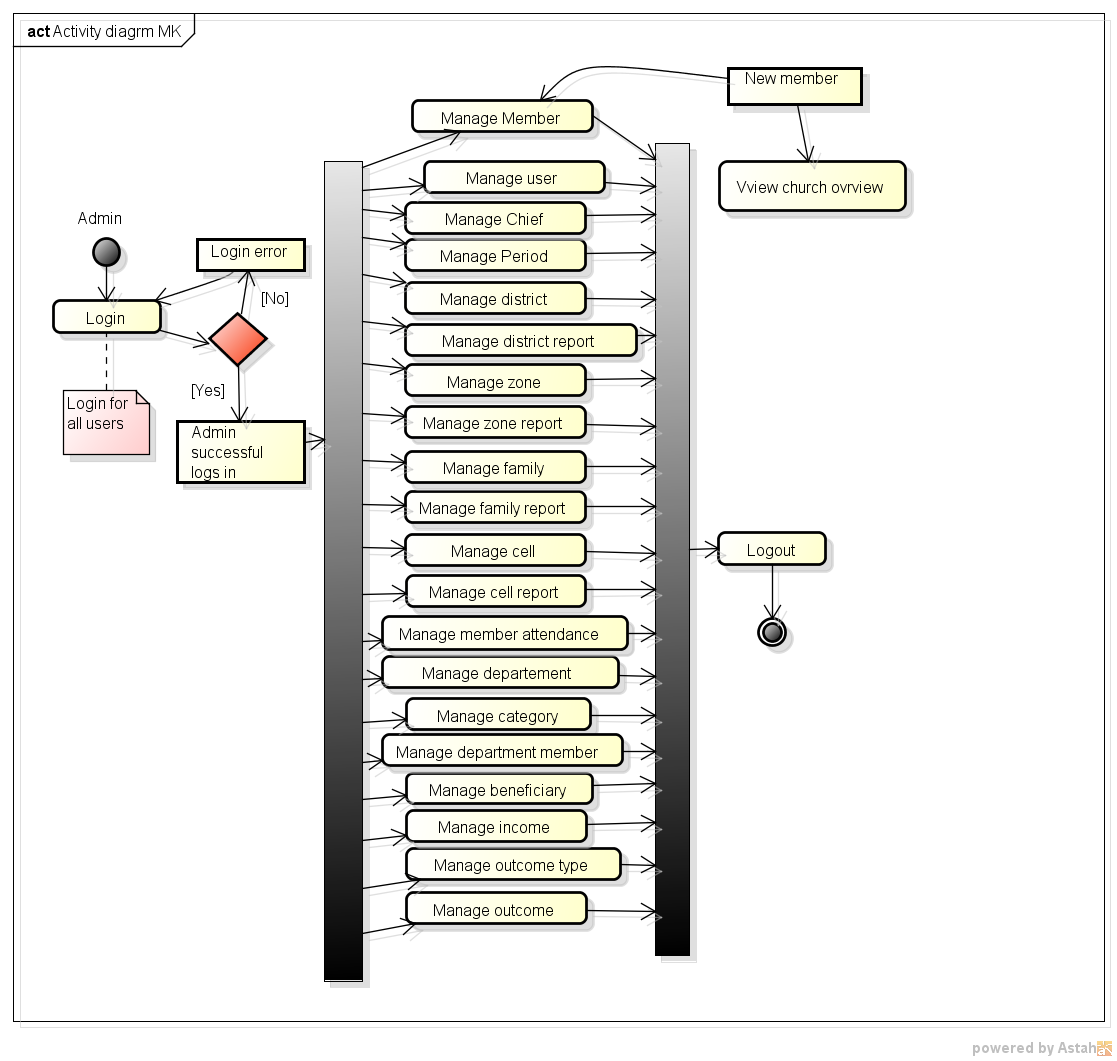 act Activity diagrm MK
New member
Manage Member
Manage user
Vview church ovrview
Admin
Manage Chief
Login error
Manage Period
[No]
Manage district
Login
Manage district report
Manage zone
[Yes]
Login for
all users
Manage zone report
Admin
successful
logs in
Manage family
Manage family report
Manage cell
Logout
Manage cell report
Manage member attendance
Manage departement
Manage category
Manage department member
Manage beneficiary
Manage income
Manage outcome type
Manage outcome
powered by Astah